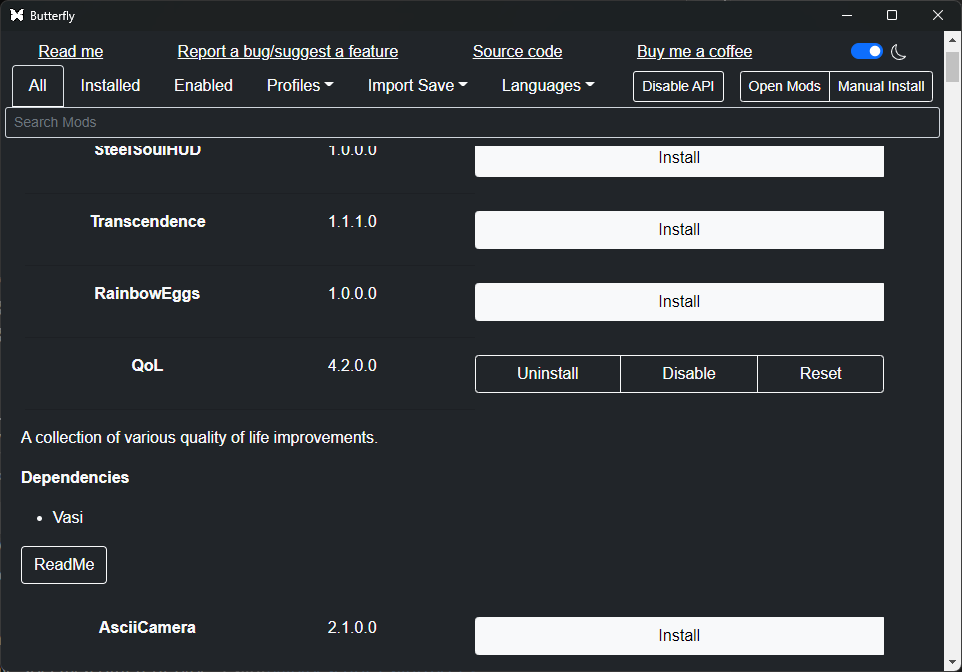 Butterfly
Read me Report a bug/suggest a feature Source code Buy me a coffee
All Installed Enabled Profiles Import Save Languages Disable API Open Mods Manual Install
Search Mods
SteelSoulHUD 1.0.0.0 Install
Transcendence 1.1.1.0 Install
RainbowEggs 1.0.0.0 Install
QoL 4.2.0.0 Uninstall Disable Reset
A collection of various quality of life improvements.
Dependencies
• Vasi
ReadMe
AsciiCamera 2.1.0.0 Install